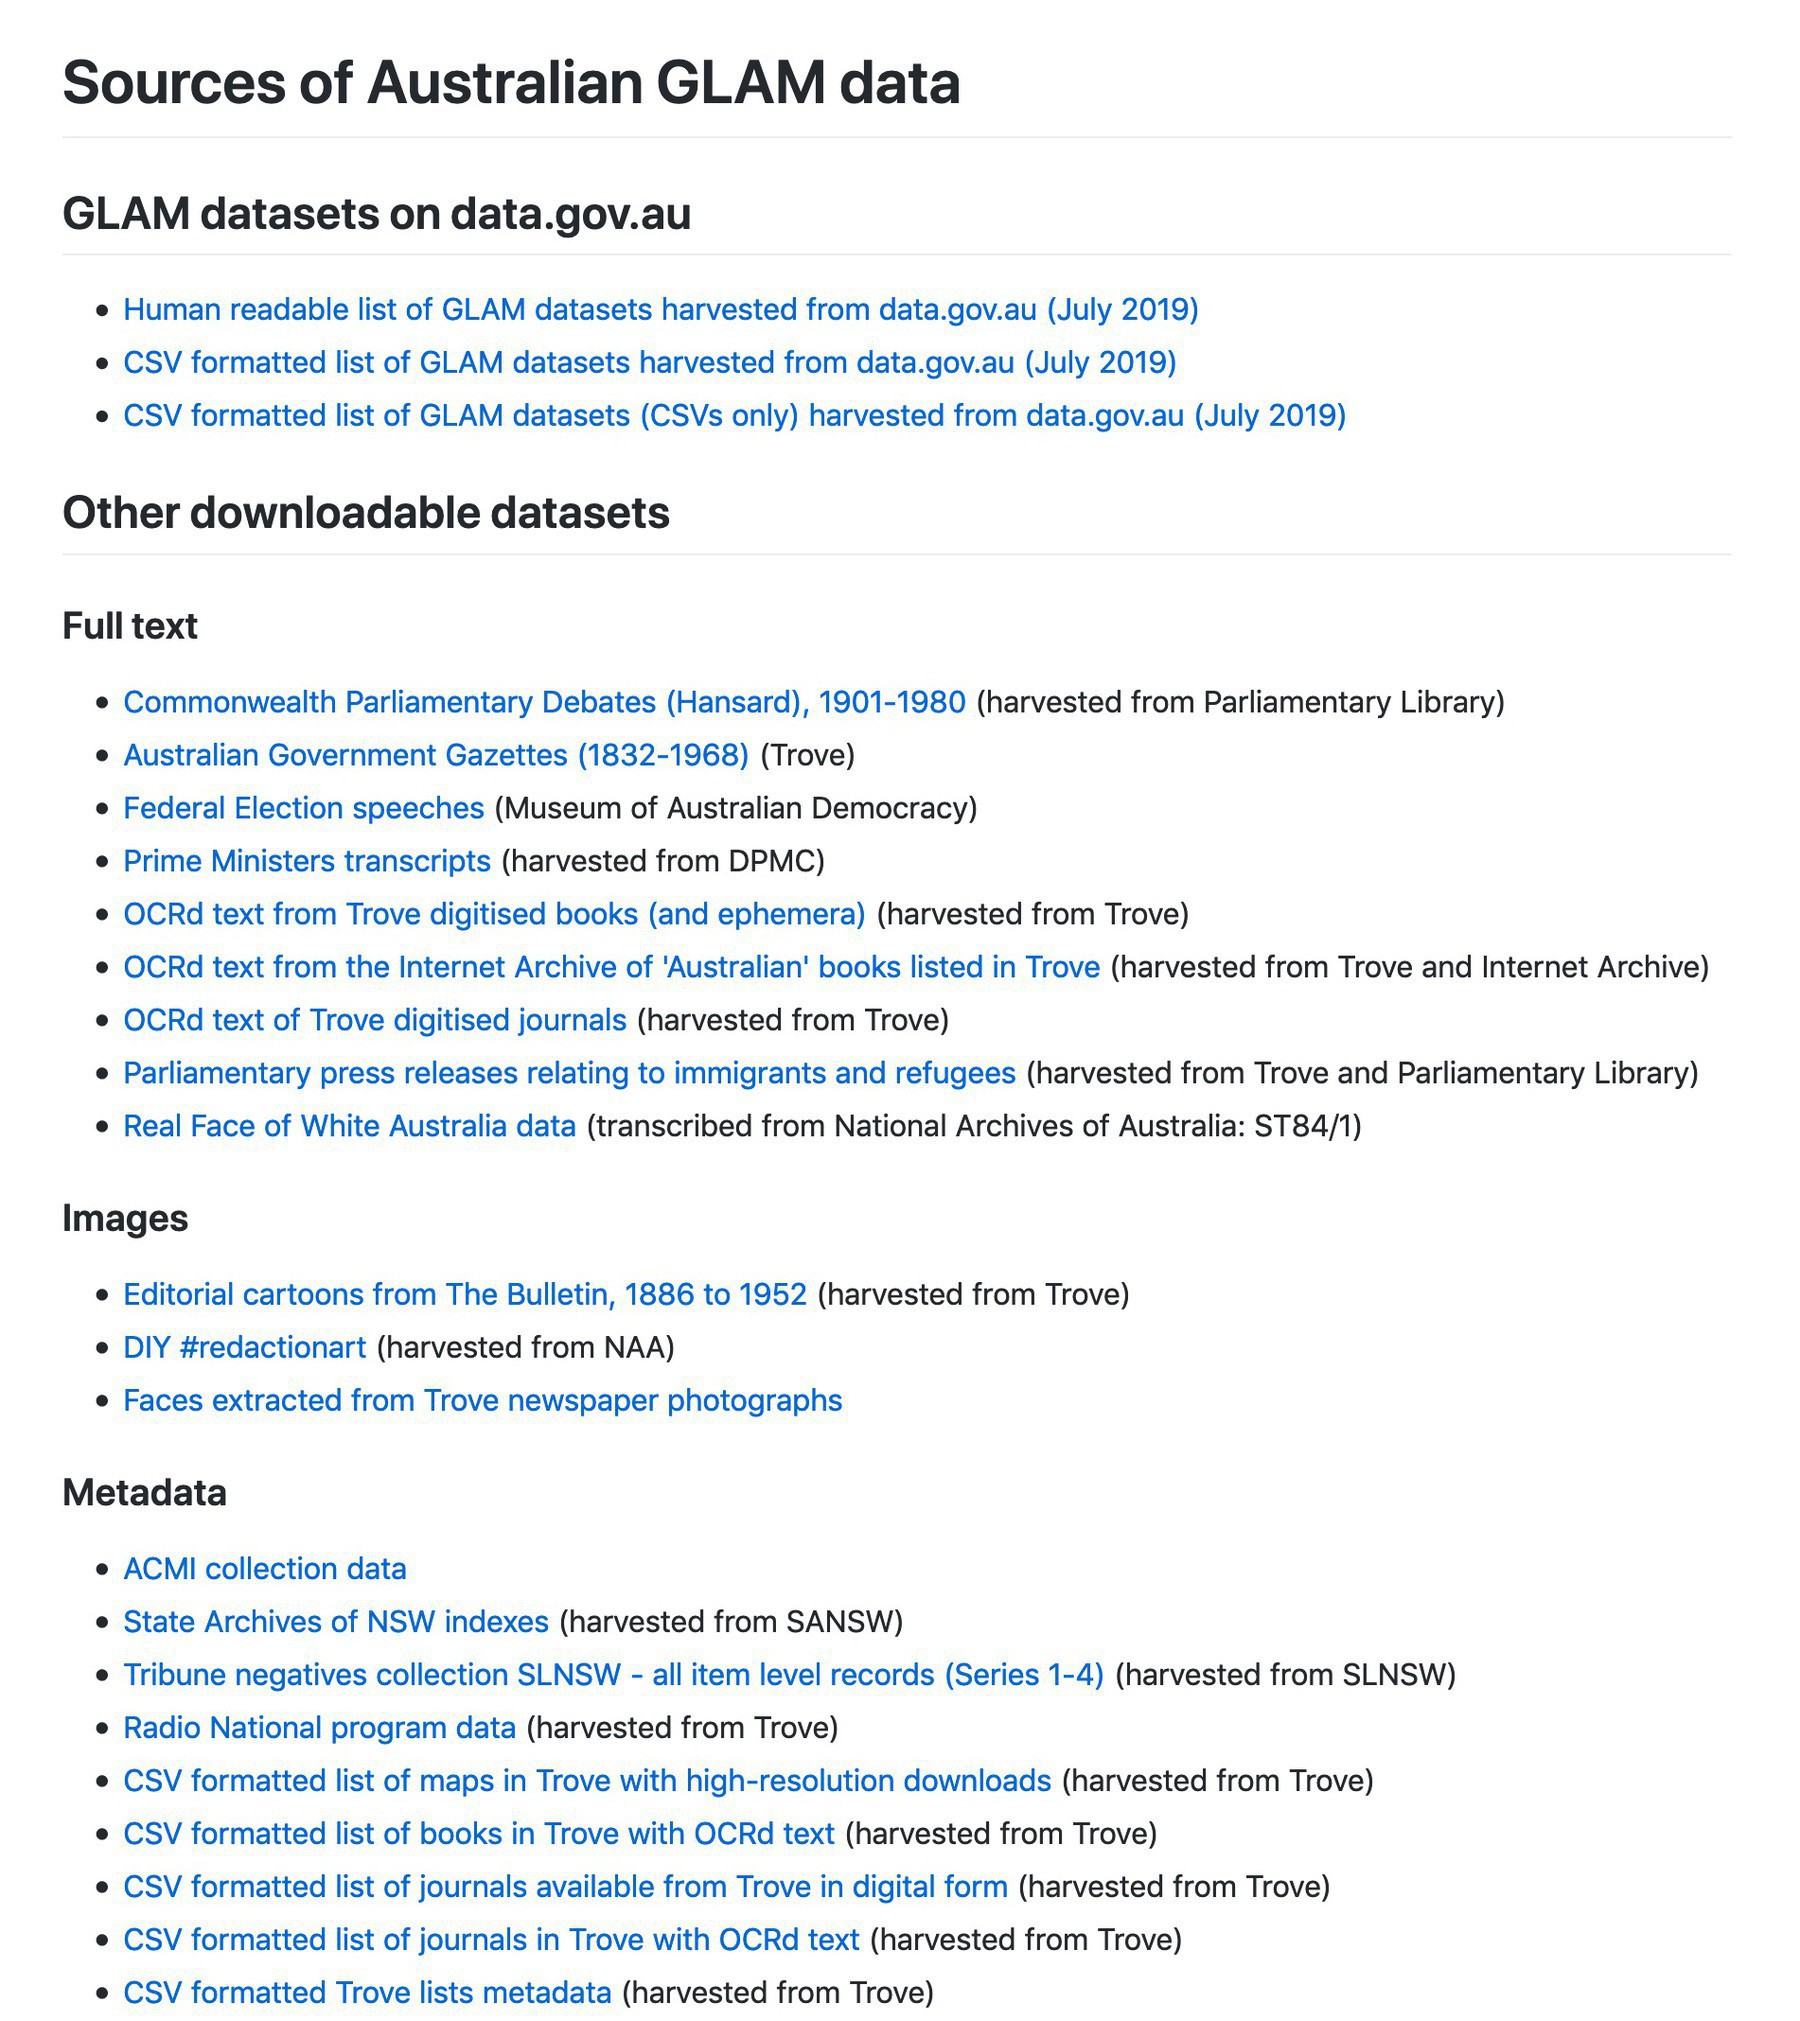 Sources of Australian GLAM data
GLAM datasets on data.gov.au
Human readable list of GLAM datasets harvested from data.gov.au (July 2019)
CSV formatted list of GLAM datasets harvested from data.gov.au (July 2019)
CSV formatted list of GLAM datasets (CSVs only) harvested from data.gov.au (July 2019)
Other downloadable datasets
Full text
Commonwealth Parliamentary Debates (Hansard), 1901-1980 (harvested from Parliamentary Library)
Australian Government Gazettes (1832-1968) (Trove)
Federal Election speeches (Museum of Australian Democracy)
Prime Ministers transcripts (harvested from DPMC)
OCRd text from Trove digitised books (and ephemera) (harvested from Trove)
OCRd text from the Internet Archive of 'Australian' books listed in Trove (harvested from Trove and Internet Archive)
OCRd text of Trove digitised journals (harvested from Trove)
Parliamentary press releases relating to immigrants and refugees (harvested from Trove and Parliamentary Library)
Real Face of White Australia data (transcribed from National Archives of Australia: ST84/1)
Images
Editorial cartoons from The Bulletin, 1886 to 1952 (harvested from Trove)
DIY #redactionart (harvested from NAA)
Faces extracted from Trove newspaper photographs
Metadata
ACMI collection data
State Archives of NSW indexes (harvested from SANSW)
Tribune negatives collection SLNSW - all item level records (Series 1-4) (harvested from SLNSW)
Radio National program data (harvested from Trove)
CSV formatted list of maps in Trove with high-resolution downloads (harvested from Trove)
CSV formatted list of books in Trove with OCRd text (harvested from Trove)
CSV formatted list of journals available from Trove in digital form (harvested from Trove)
CSV formatted list of journals in Trove with OCRd text (harvested from Trove)
CSV formatted Trove lists metadata (harvested from Trove)